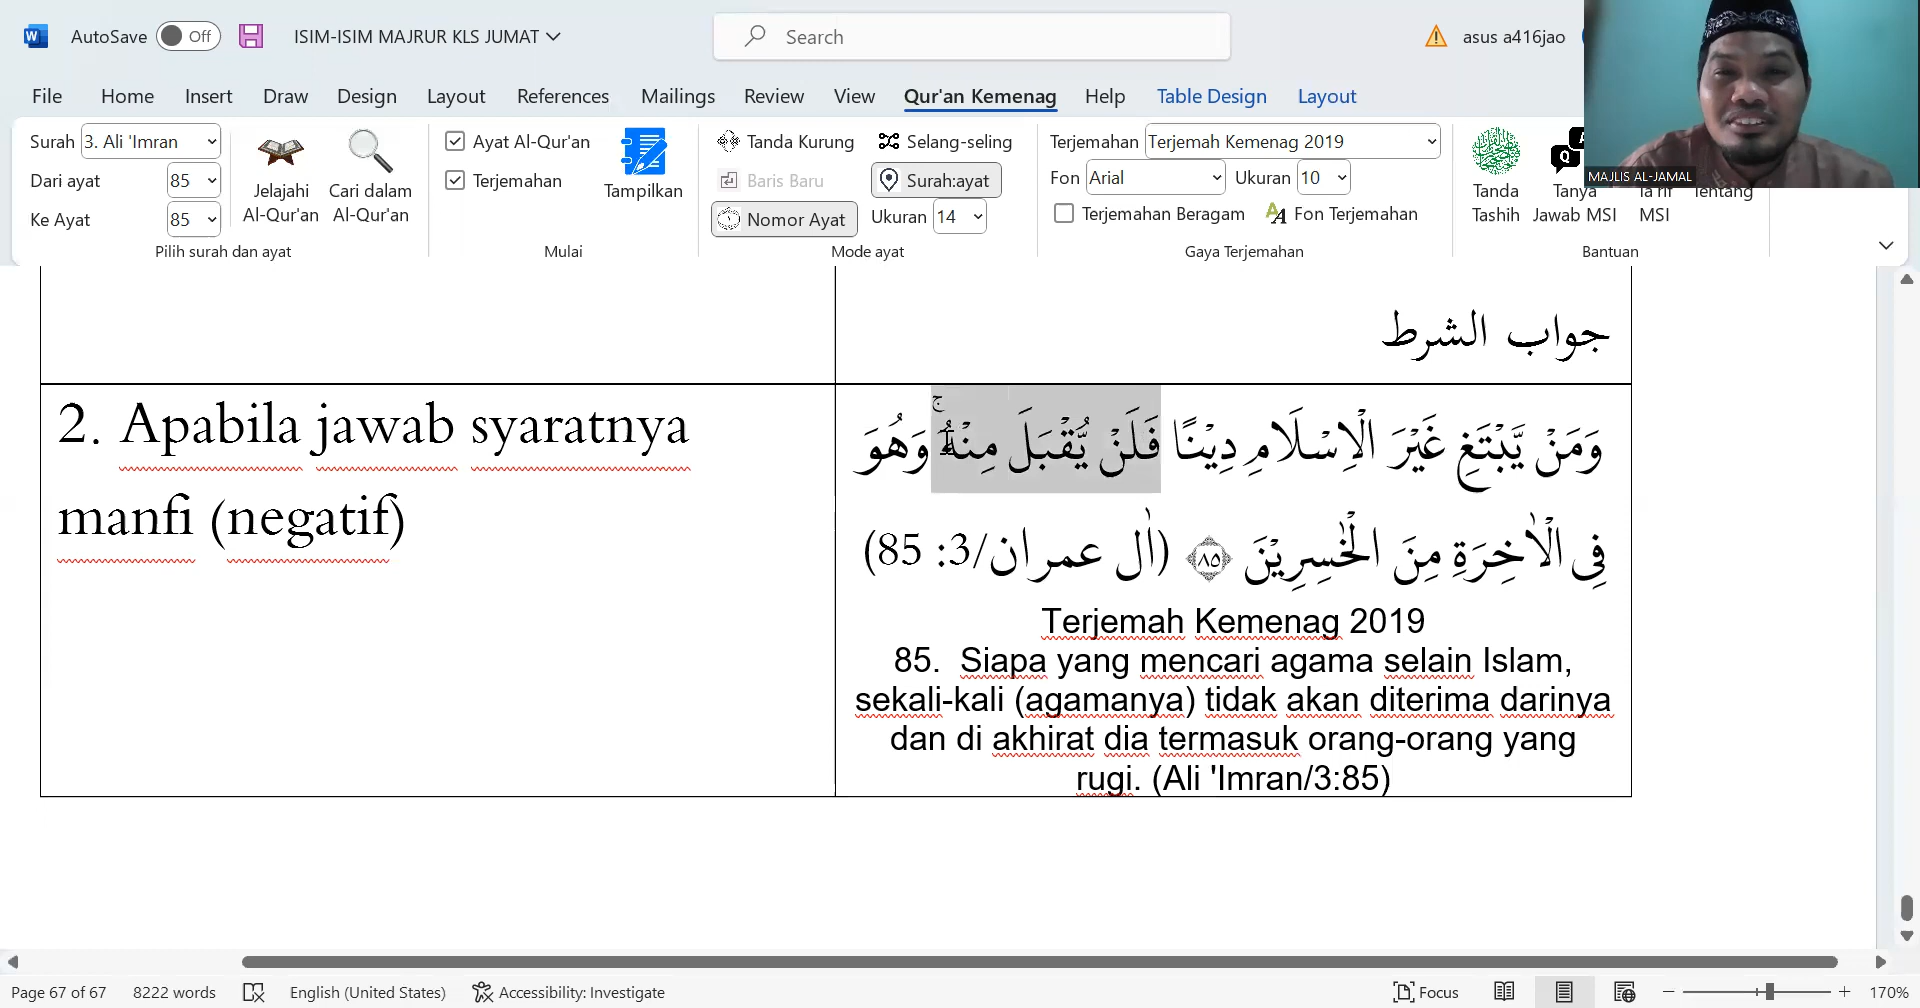 AutoSave Off ISIM-ISIM MAJRUR KLS JUMAT Search asus a416jao
File Home Insert Draw Design Layout References Mailings Review View Qur'an Kemenag Help Table Design Layout
Surah 3. Ali 'Imran
Dari ayat 85
Ke Ayat 85
Jelajahi Al-Qur'an
Cari dalam Al-Qur'an
Pilih surah dan ayat
Ayat Al-Qur'an
Terjemahan
Tampilkan
Mulai
Tanda Kurung Selang-seling
Baris Baru Surah:ayat
Nomor Ayat Ukuran 14
Mode ayat
Terjemahan Terjemah Kemenag 2019
Fon Arial Ukuran 10
Terjemahan Beragam Fon Terjemahan
Gaya Terjemahan
Tanda Tashih
Tanya Jawab MSI
Ta'rif MSI
Tentang
Bantuan
MAJLIS AL-JAMAL
جواب الشرط
2. Apabila jawab syaratnya
manfi (negatif)
وَمَنْ يَّبْتَغِ غَيْرَ الْاِسْلَامِ دِيْنًا فَلَنْ يُّقْبَلَ مِنْهُۚ وَهُوَ
فِى الْاٰخِرَةِ مِنَ الْخٰسِرِيْنَ ٨٥ (اٰل عمران/3: 85)
Terjemah Kemenag 2019
85. Siapa yang mencari agama selain Islam,
sekali-kali (agamanya) tidak akan diterima darinya
dan di akhirat dia termasuk orang-orang yang
rugi. (Ali 'Imran/3:85)
Page 67 of 67 8222 words English (United States) Accessibility: Investigate Focus 170%